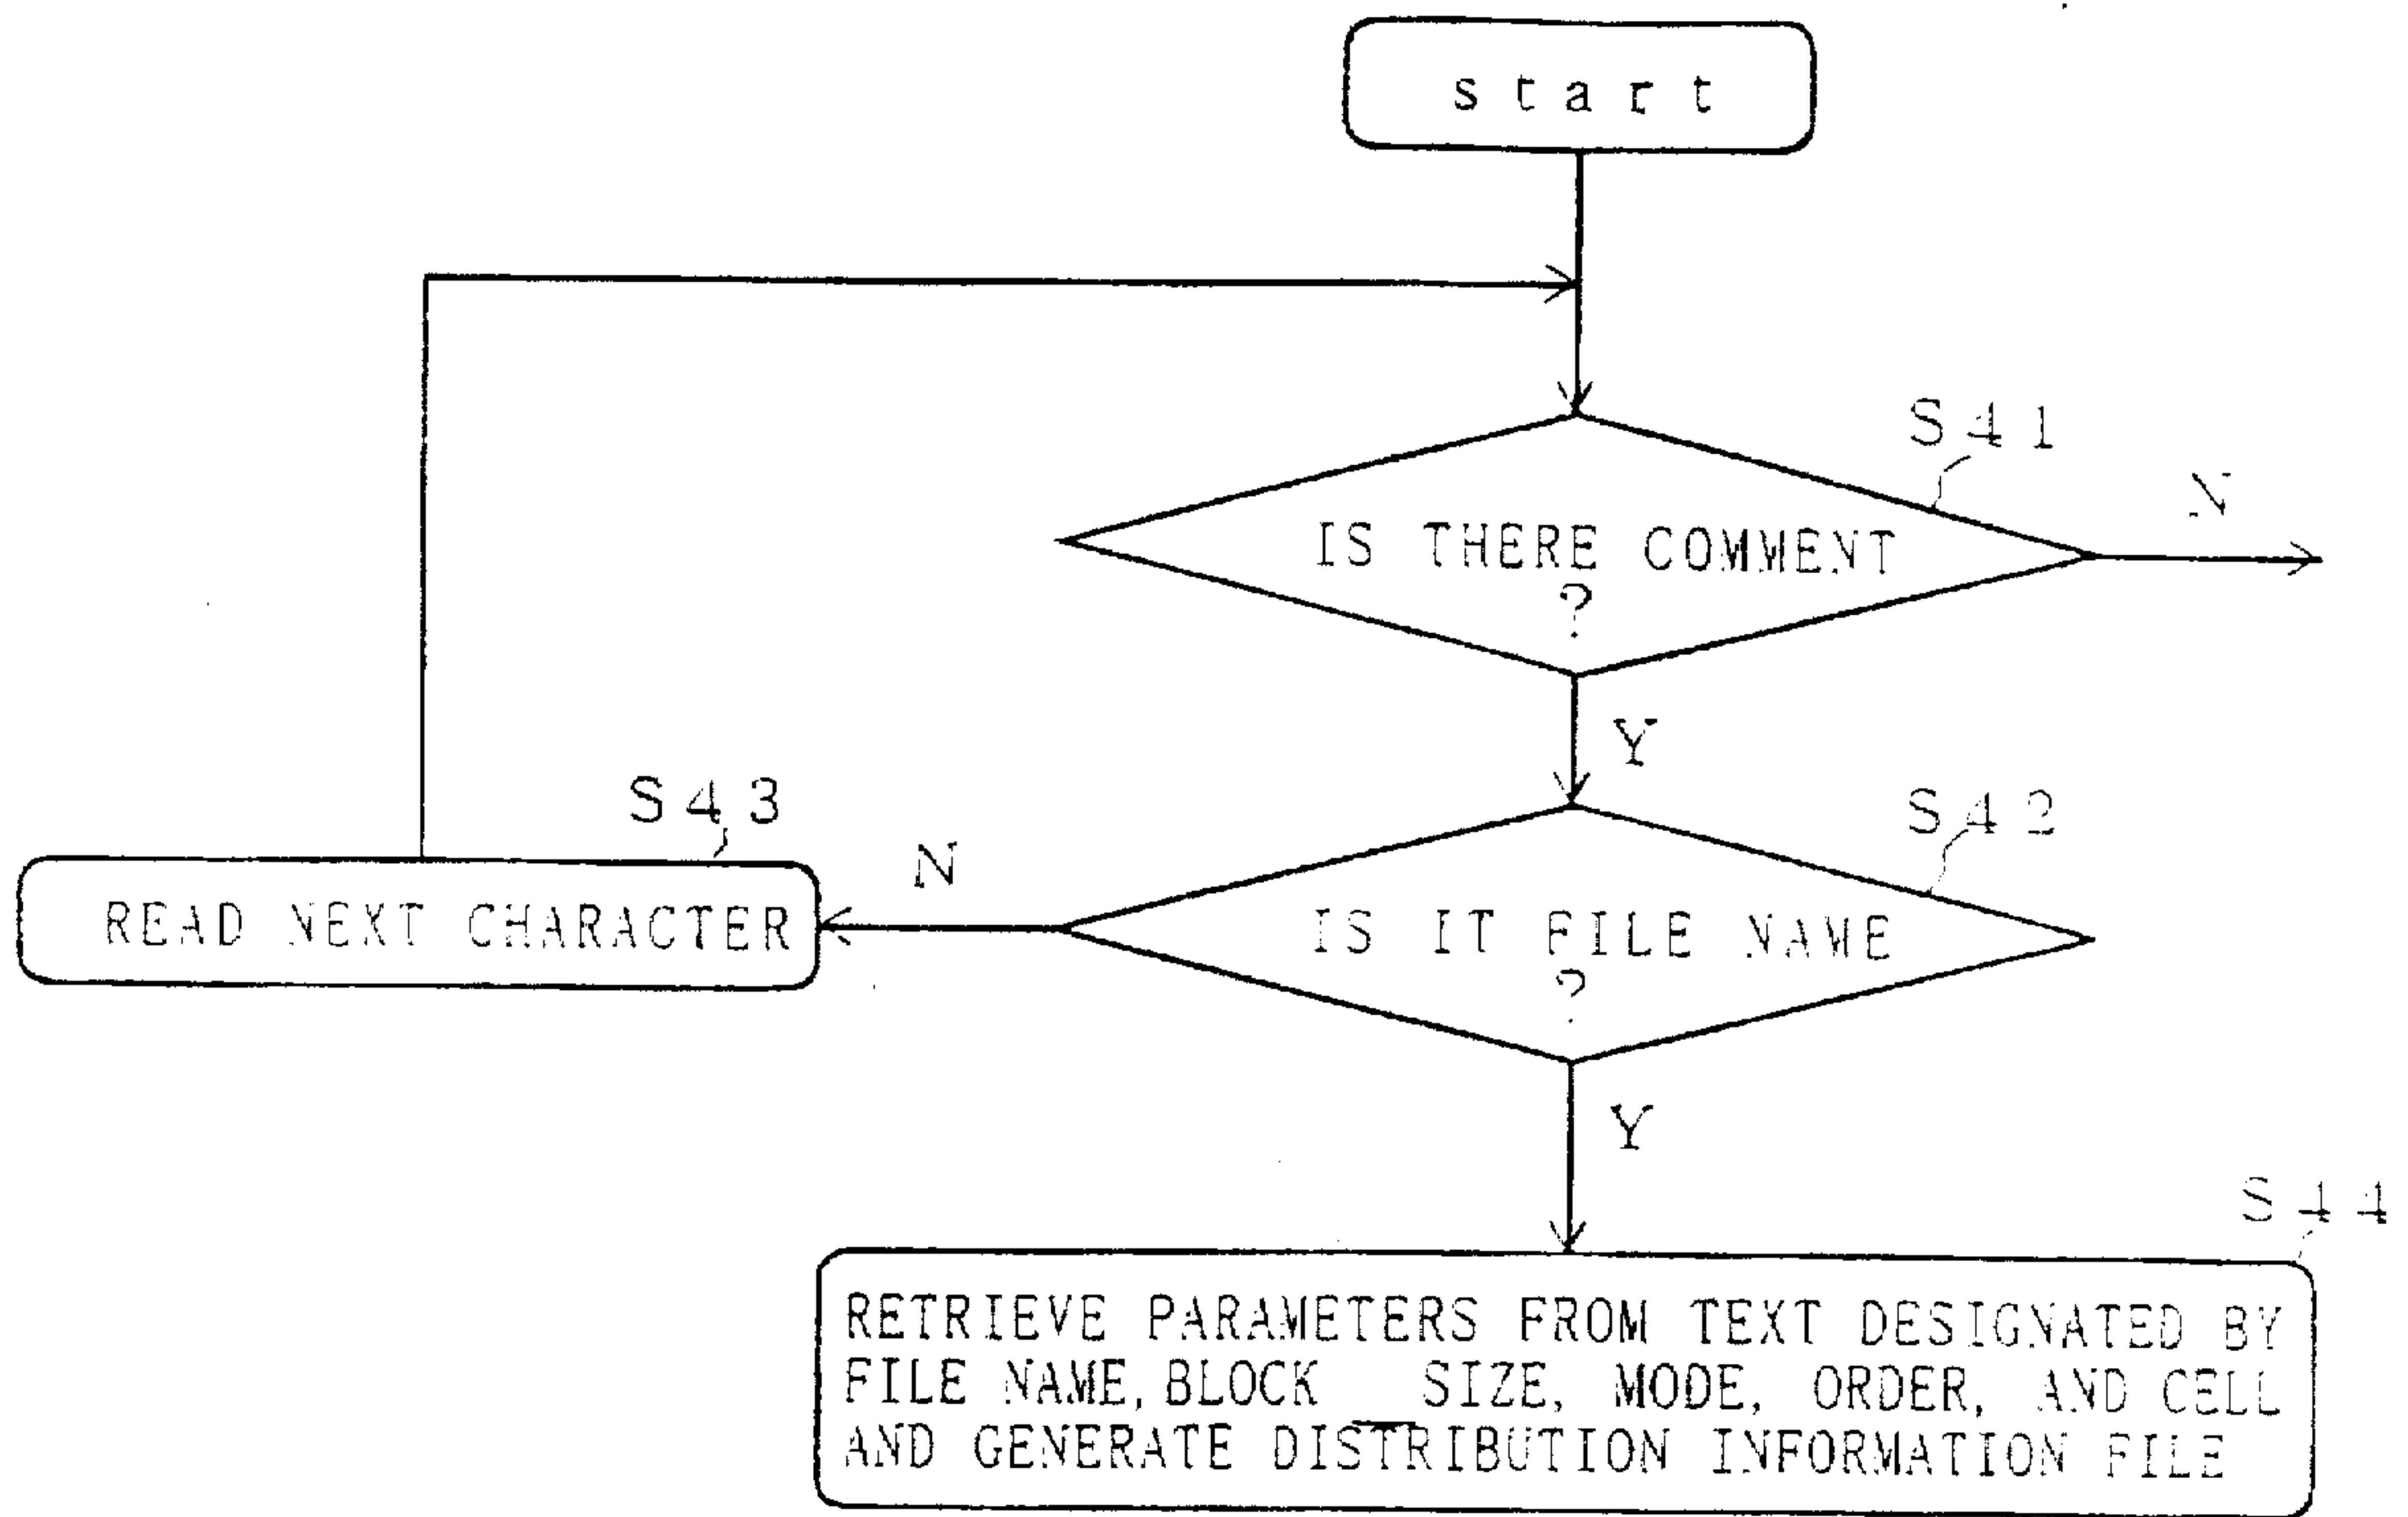 start
S41
N
IS THERE COMMENT
?
Y
S43
S42
N
READ NEXT CHARACTER
IS IT FILE NAME
?
Y
S44
RETRIEVE PARAMETERS FROM TEXT DESIGNATED BY
FILE NAME, BLOCK _ SIZE, MODE, ORDER, AND CELL
AND GENERATE DISTRIBUTION INFORMATION FILE